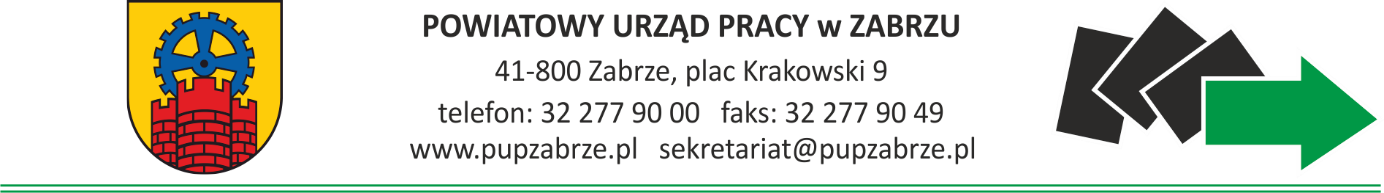 POWIATOWY URZĄD PRACY w ZABRZU
41-800 Zabrze, plac Krakowski 9
telefon: 32 277 90 00 faks: 32 277 90 49
www.pupzabrze.pl sekretariat@pupzabrze.pl